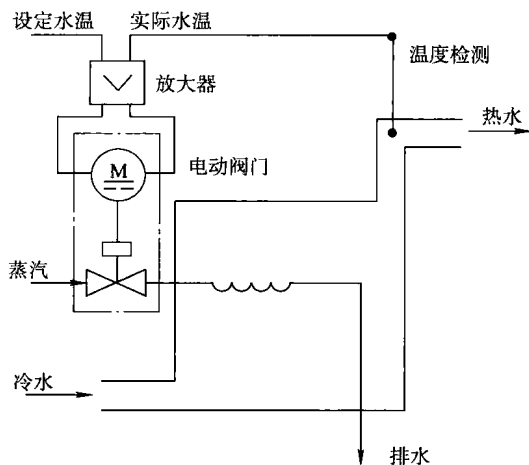 设定水温 实际水温
温度检测
放大器
热水
M
电动阀门
蒸汽
冷水
排水